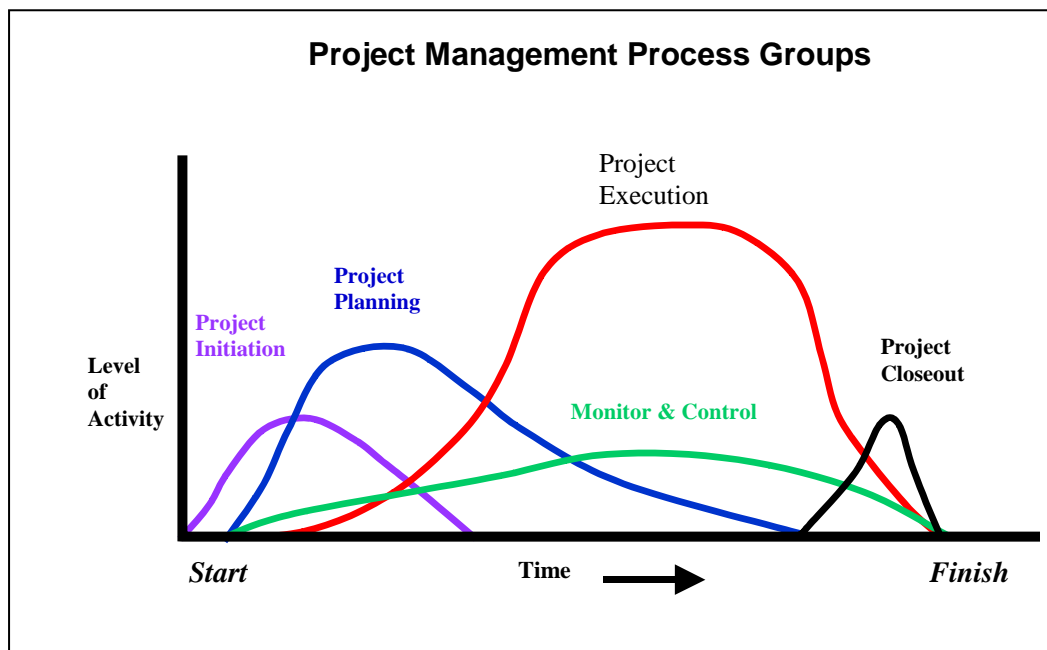 Project Management Process Groups
Project
Execution
Project
Planning
Project
Initiation
Project
Closeout
Level
of
Activity
Monitor & Control
Start
Time
Finish